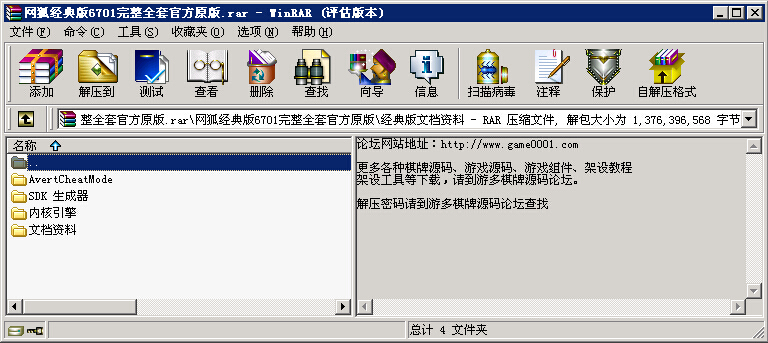 网狐经典版6701完整全套官方原版.rar - WinRAR (评估版本)
文件(F) 命令(C) 工具(S) 收藏夹(O) 选项(N) 帮助(H)
添加 解压到 测试 查看 删除 查找 向导 信息 扫描病毒 注释 保护 自解压格式
整全套官方原版.rar\网狐经典版6701完整全套官方原版\经典版文档资料 - RAR 压缩文件, 解包大小为 1,376,396,568 字节
名称
..
AvertCheatMode
SDK 生成器
内核引擎
文档资料
论坛网站地址：http://www.game0001.com
更多各种棋牌源码、游戏源码、游戏组件、架设教程
架设工具等下载，请到游多棋牌源码论坛。
解压密码请到游多棋牌源码论坛查找
总计 4 文件夹